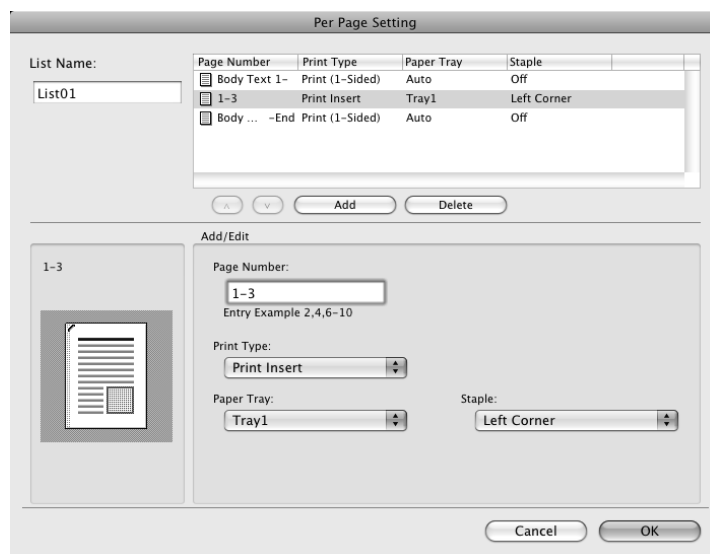 Per Page Setting
List Name:
List01
Page Number Print Type Paper Tray Staple
Body Text 1- Print (1-Sided) Auto Off
1-3 Print Insert Tray1 Left Corner
Body ... -End Print (1-Sided) Auto Off
Add Delete
Add/Edit
1-3
Page Number:
1-3
Entry Example 2,4,6-10
Print Type:
Print Insert
Paper Tray: Staple:
Tray1 Left Corner
Cancel OK